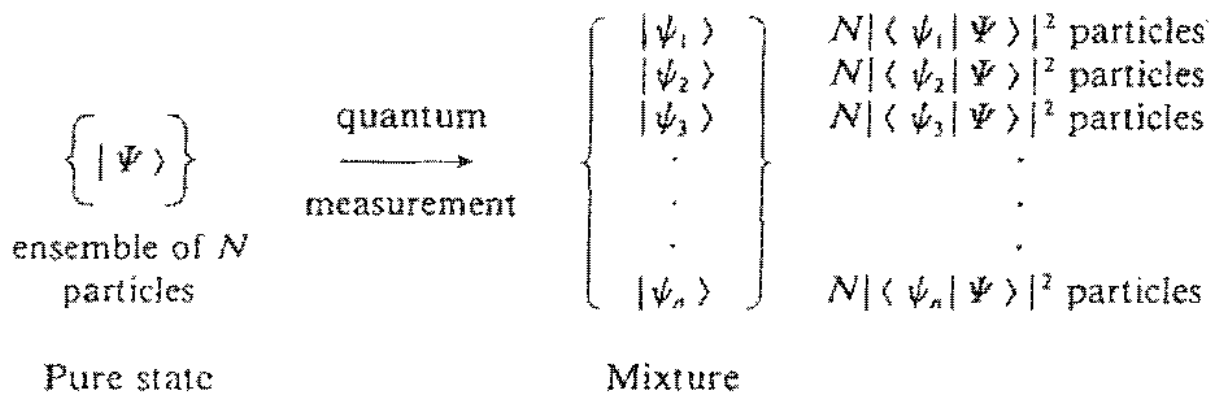 |ψ₁⟩ N|⟨ψ₁|Ψ⟩|² particles
|ψ₂⟩ N|⟨ψ₂|Ψ⟩|² particles
|ψ₃⟩ N|⟨ψ₃|Ψ⟩|² particles
quantum
{|Ψ⟩}
measurement
ensemble of N
particles
|ψₙ⟩ N|⟨ψₙ|Ψ⟩|² particles
Pure state
Mixture